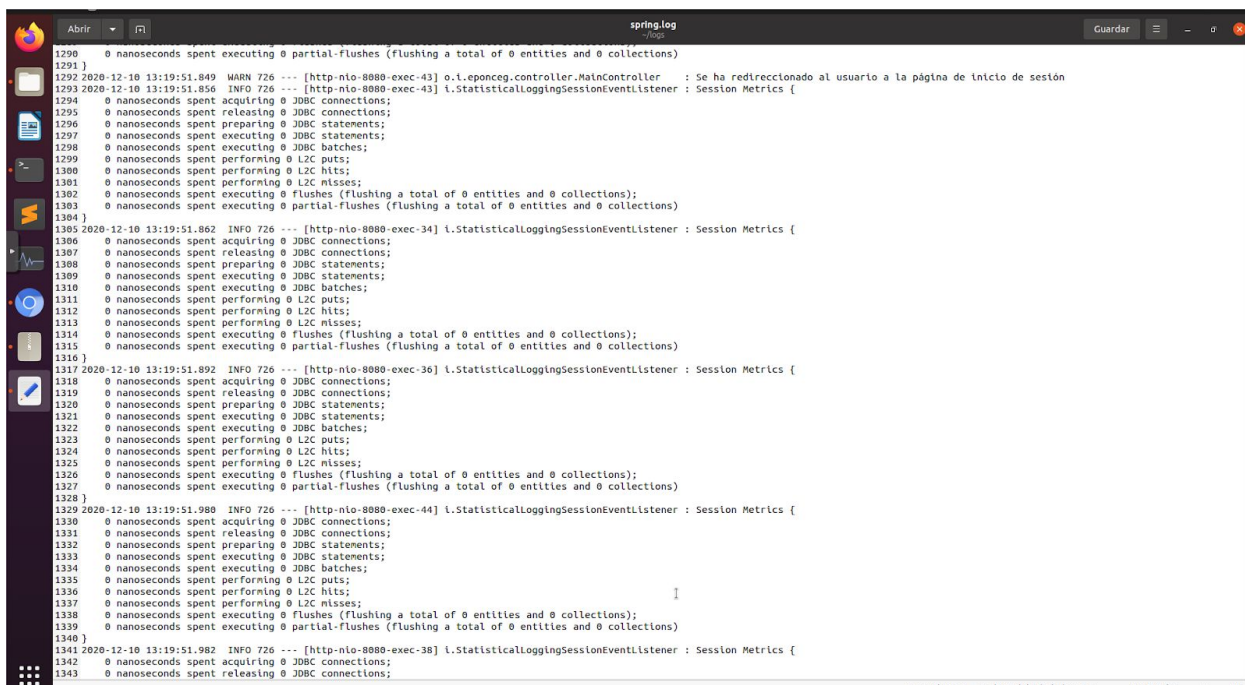 Abrir
spring.log
~/logs
Guardar
1290 0 nanoseconds spent executing 0 partial-flushes (flushing a total of 0 entities and 0 collections)
1291 }
1292 2020-12-10 13:19:51.849 WARN 726 --- [http-nio-8080-exec-43] o.i.eponceg.controller.MainController : Se ha redireccionado al usuario a la página de inicio de sesión
1293 2020-12-10 13:19:51.856 INFO 726 --- [http-nio-8080-exec-43] i.StatisticalLoggingSessionEventListener : Session Metrics {
1294 0 nanoseconds spent acquiring 0 JDBC connections;
1295 0 nanoseconds spent releasing 0 JDBC connections;
1296 0 nanoseconds spent preparing 0 JDBC statements;
1297 0 nanoseconds spent executing 0 JDBC statements;
1298 0 nanoseconds spent executing 0 JDBC batches;
1299 0 nanoseconds spent performing 0 L2C puts;
1300 0 nanoseconds spent performing 0 L2C hits;
1301 0 nanoseconds spent performing 0 L2C misses;
1302 0 nanoseconds spent executing 0 flushes (flushing a total of 0 entities and 0 collections);
1303 0 nanoseconds spent executing 0 partial-flushes (flushing a total of 0 entities and 0 collections)
1304 }
1305 2020-12-10 13:19:51.862 INFO 726 --- [http-nio-8080-exec-34] i.StatisticalLoggingSessionEventListener : Session Metrics {
1306 0 nanoseconds spent acquiring 0 JDBC connections;
1307 0 nanoseconds spent releasing 0 JDBC connections;
1308 0 nanoseconds spent preparing 0 JDBC statements;
1309 0 nanoseconds spent executing 0 JDBC statements;
1310 0 nanoseconds spent executing 0 JDBC batches;
1311 0 nanoseconds spent performing 0 L2C puts;
1312 0 nanoseconds spent performing 0 L2C hits;
1313 0 nanoseconds spent performing 0 L2C misses;
1314 0 nanoseconds spent executing 0 flushes (flushing a total of 0 entities and 0 collections);
1315 0 nanoseconds spent executing 0 partial-flushes (flushing a total of 0 entities and 0 collections)
1316 }
1317 2020-12-10 13:19:51.892 INFO 726 --- [http-nio-8080-exec-36] i.StatisticalLoggingSessionEventListener : Session Metrics {
1318 0 nanoseconds spent acquiring 0 JDBC connections;
1319 0 nanoseconds spent releasing 0 JDBC connections;
1320 0 nanoseconds spent preparing 0 JDBC statements;
1321 0 nanoseconds spent executing 0 JDBC statements;
1322 0 nanoseconds spent executing 0 JDBC batches;
1323 0 nanoseconds spent performing 0 L2C puts;
1324 0 nanoseconds spent performing 0 L2C hits;
1325 0 nanoseconds spent performing 0 L2C misses;
1326 0 nanoseconds spent executing 0 flushes (flushing a total of 0 entities and 0 collections);
1327 0 nanoseconds spent executing 0 partial-flushes (flushing a total of 0 entities and 0 collections)
1328 }
1329 2020-12-10 13:19:51.980 INFO 726 --- [http-nio-8080-exec-44] i.StatisticalLoggingSessionEventListener : Session Metrics {
1330 0 nanoseconds spent acquiring 0 JDBC connections;
1331 0 nanoseconds spent releasing 0 JDBC connections;
1332 0 nanoseconds spent preparing 0 JDBC statements;
1333 0 nanoseconds spent executing 0 JDBC statements;
1334 0 nanoseconds spent executing 0 JDBC batches;
1335 0 nanoseconds spent performing 0 L2C puts;
1336 0 nanoseconds spent performing 0 L2C hits;
1337 0 nanoseconds spent performing 0 L2C misses;
1338 0 nanoseconds spent executing 0 flushes (flushing a total of 0 entities and 0 collections);
1339 0 nanoseconds spent executing 0 partial-flushes (flushing a total of 0 entities and 0 collections)
1340 }
1341 2020-12-10 13:19:51.982 INFO 726 --- [http-nio-8080-exec-38] i.StatisticalLoggingSessionEventListener : Session Metrics {
1342 0 nanoseconds spent acquiring 0 JDBC connections;
1343 0 nanoseconds spent releasing 0 JDBC connections;